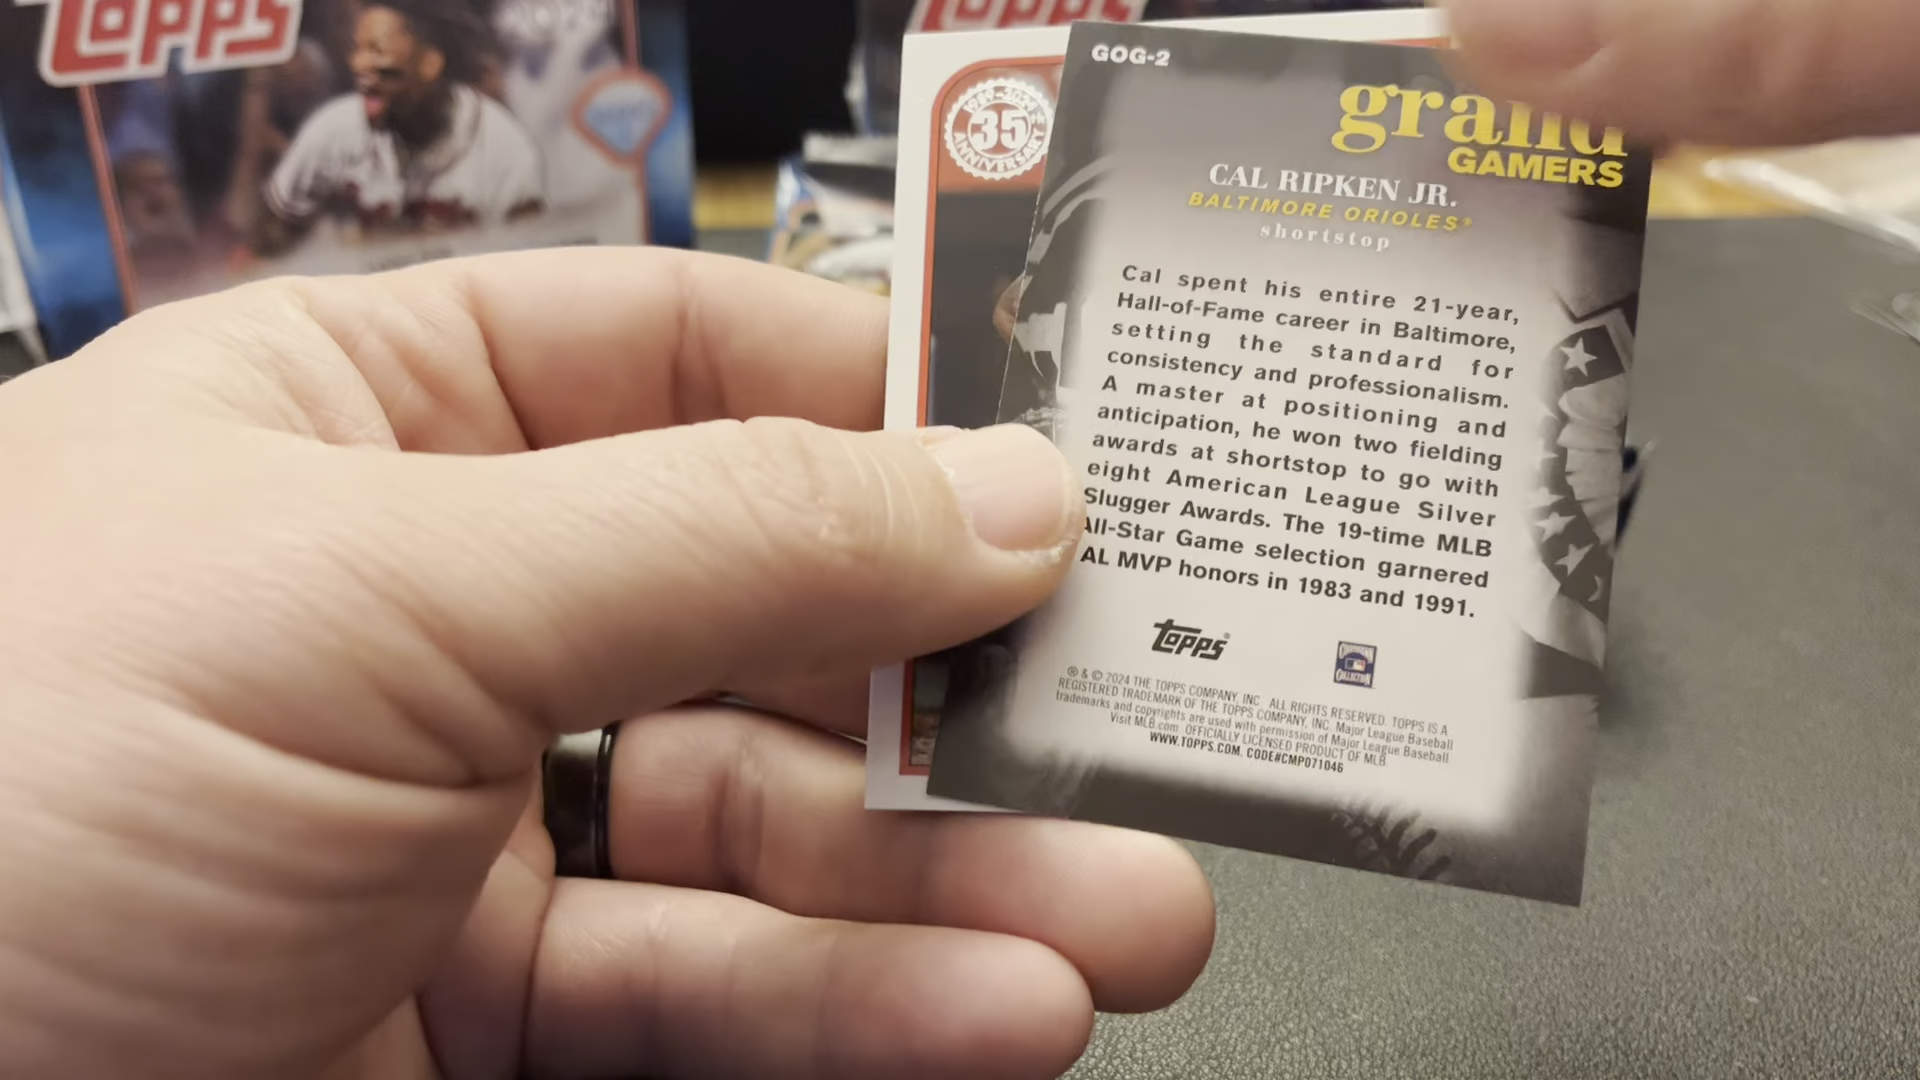 TOPPS
TOPPS
1989-2024
35
ANNIVERSARY
GOG-2
grand
GAMERS
CAL RIPKEN JR.
BALTIMORE ORIOLES*
shortstop
Cal spent his entire 21-year,
Hall-of-Fame career in Baltimore,
setting the standard for
consistency and professionalism.
A master at positioning and
anticipation, he won two fielding
awards at shortstop to go with
eight American League Silver
Slugger Awards. The 19-time MLB
All-Star Game selection garnered
AL MVP honors in 1983 and 1991.
Topps®
COOPERSTOWN
COLLECTION
® & © 2024 THE TOPPS COMPANY, INC. ALL RIGHTS RESERVED. TOPPS IS A
REGISTERED TRADEMARK OF THE TOPPS COMPANY, INC. Major League Baseball
trademarks and copyrights are used with permission of Major League Baseball.
Visit MLB.com OFFICIALLY LICENSED PRODUCT OF MLB
WWW.TOPPS.COM. CODE#CMP071046